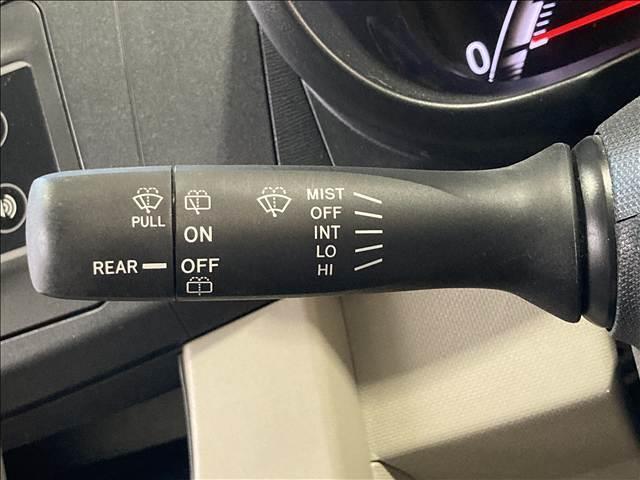 0
PULL
REAR
ON
OFF
MIST
OFF
INT
LO
HI